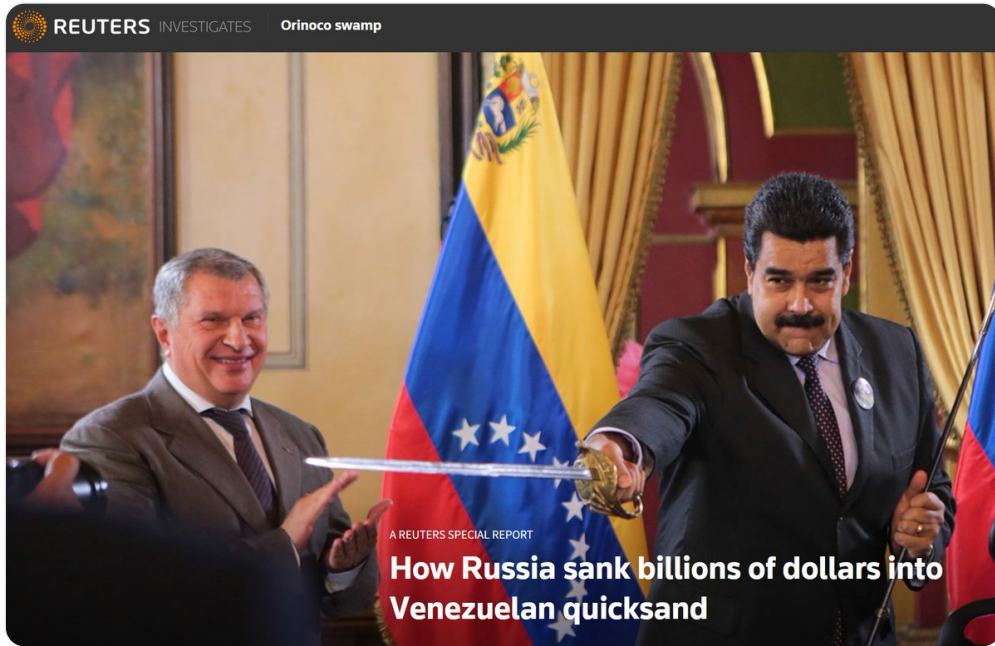 REUTERS INVESTIGATES Orinoco swamp
A REUTERS SPECIAL REPORT
How Russia sank billions of dollars into
Venezuelan quicksand